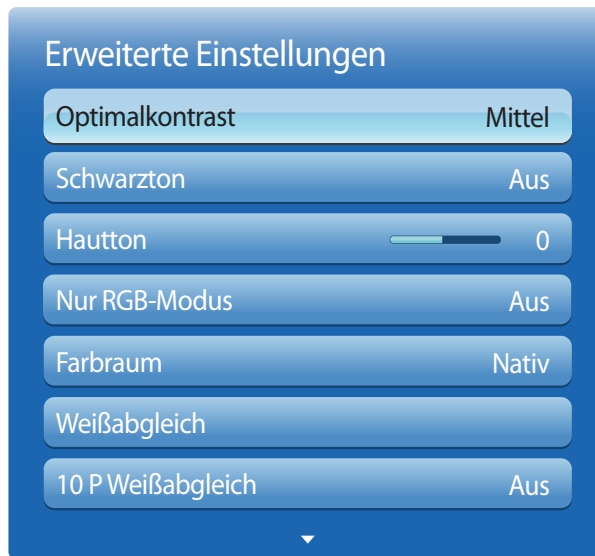 Erweiterte Einstellungen
Optimalkontrast Mittel
Schwarzton Aus
Hautton 0
Nur RGB-Modus Aus
Farbraum Nativ
Weißabgleich
10 P Weißabgleich Aus